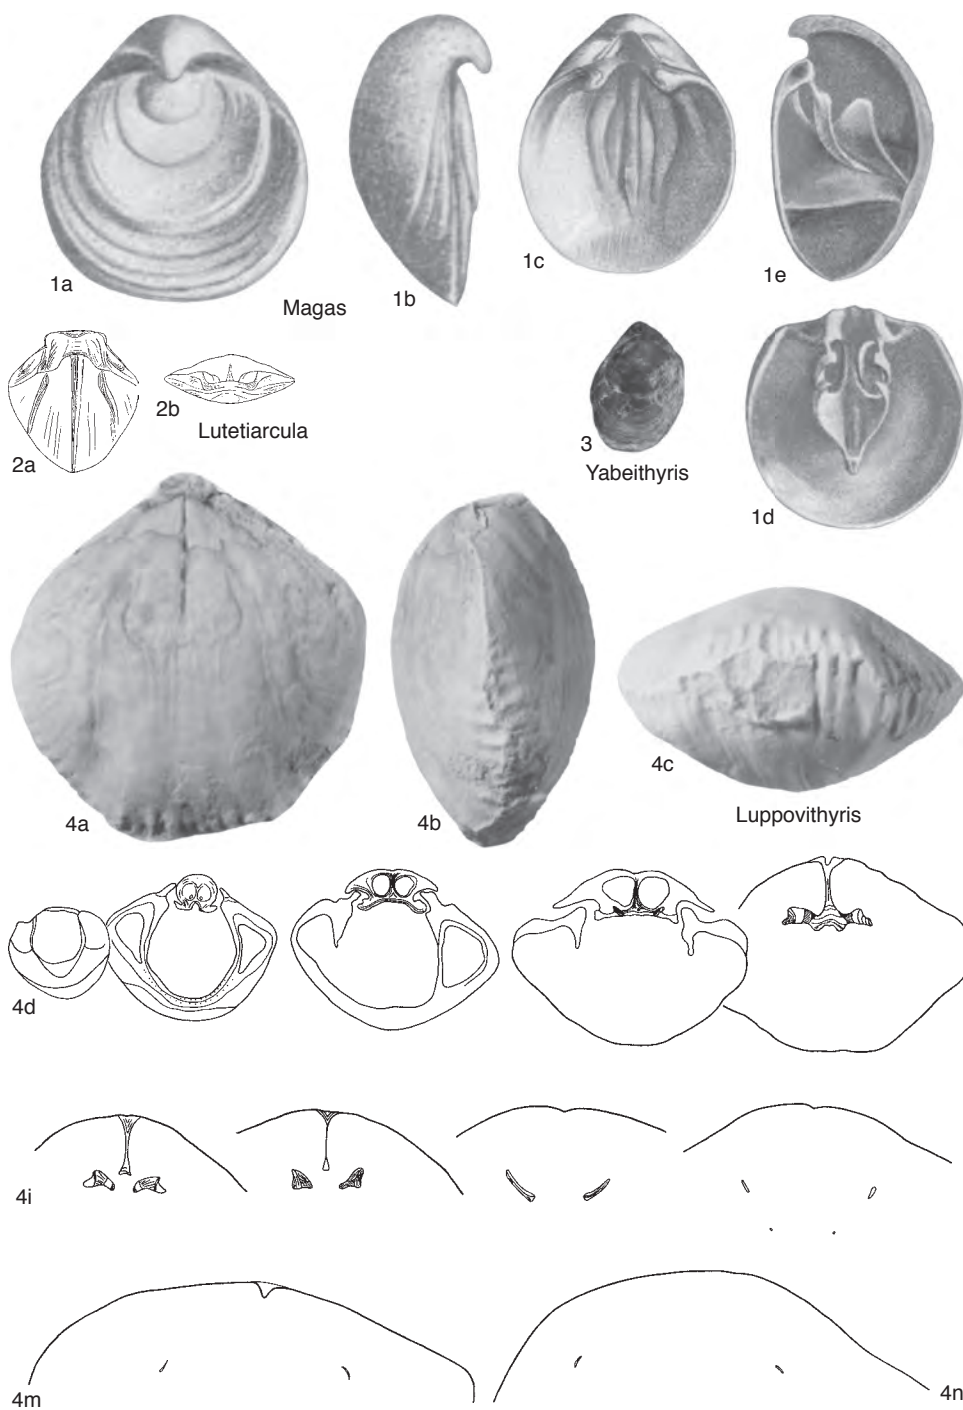 1a
1b
1c
1e
Magas
2a
2b
Lutetiarcula
3
Yabeithyris
1d
4a
4b
4c
Luppovithyris
4d
4i
4m
4n